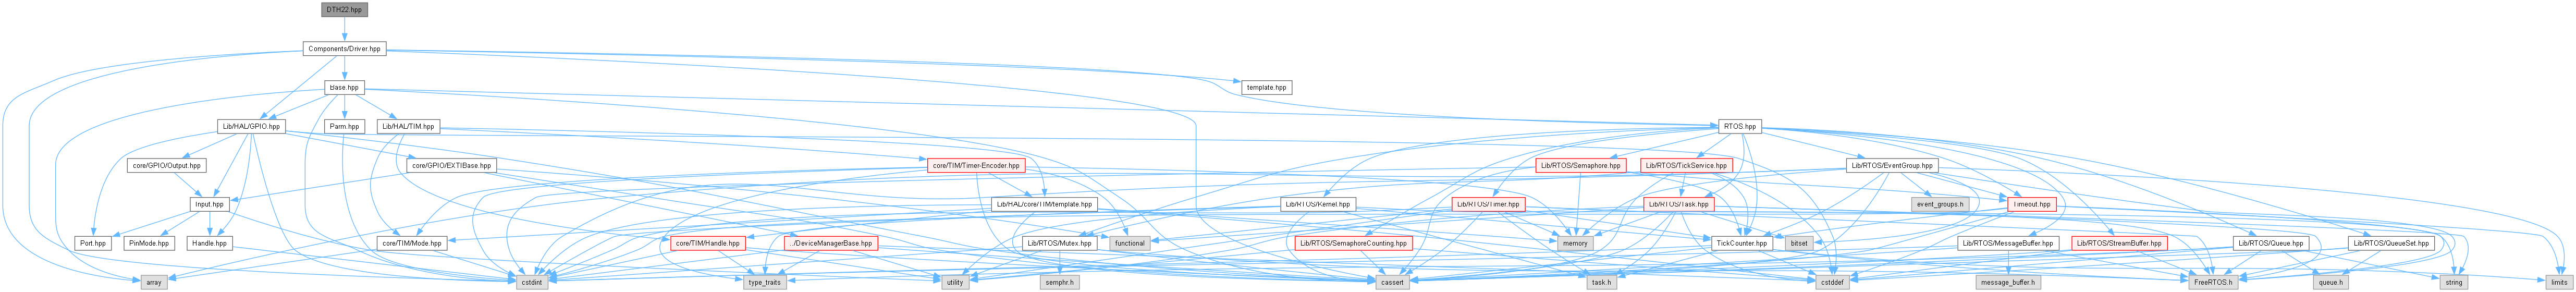 DTH22.hpp
Components/Driver.hpp
Base.hpp
template.hpp
Lib/HAL/GPIO.hpp
Parm.hpp
Lib/HAL/TIM.hpp
RTOS.hpp
core/GPIO/Output.hpp
core/GPIO/EXTIBase.hpp
core/TIM/Timer-Encoder.hpp
Lib/RTOS/Semaphore.hpp
Lib/RTOS/TickService.hpp
Lib/RTOS/EventGroup.hpp
Input.hpp
Lib/HAL/core/TIM/template.hpp
Lib/RTOS/Kernel.hpp
Lib/RTOS/Timer.hpp
Lib/RTOS/Task.hpp
event_groups.h
Timeout.hpp
Port.hpp
PinMode.hpp
Handle.hpp
core/TIM/Mode.hpp
functional
core/TIM/Handle.hpp
../DeviceManagerBase.hpp
memory
Lib/RTOS/Mutex.hpp
Lib/RTOS/SemaphoreCounting.hpp
TickCounter.hpp
bitset
Lib/RTOS/MessageBuffer.hpp
Lib/RTOS/StreamBuffer.hpp
Lib/RTOS/Queue.hpp
Lib/RTOS/QueueSet.hpp
array
cstdint
type_traits
utility
semphr.h
cassert
task.h
cstddef
message_buffer.h
FreeRTOS.h
queue.h
string
limits